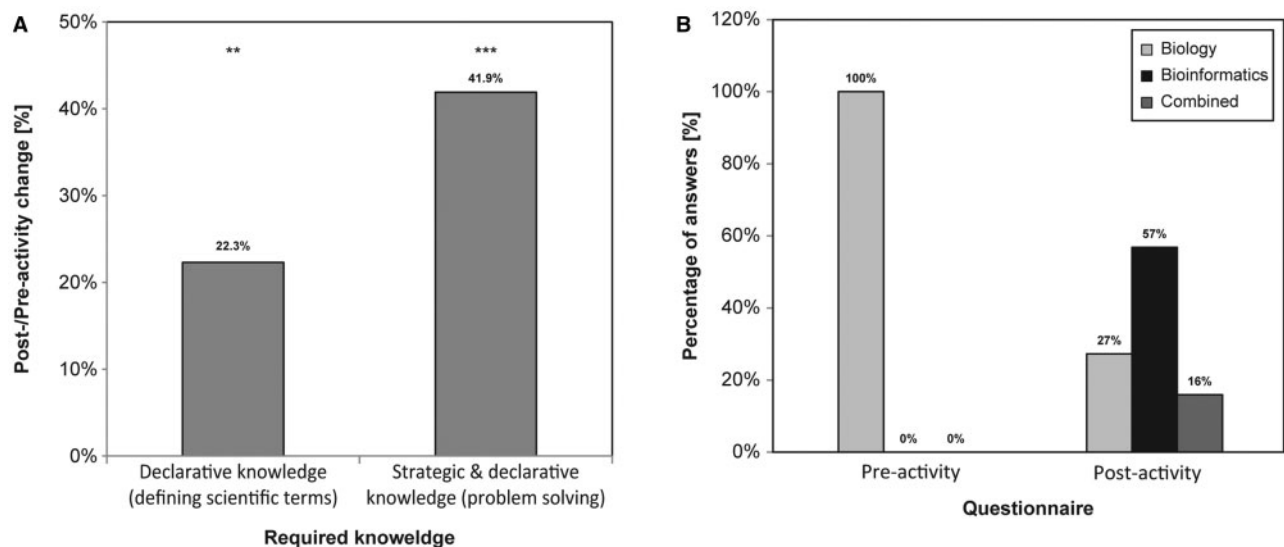 A
Post-/Pre-activity change [%]
50%
40%
30%
20%
10%
0%
**
22.3%
***
41.9%
Declarative knowledge
(defining scientific terms)
Strategic & declarative
knowledge (problem solving)
Required knoweldge
B
Percentage of answers [%]
120%
100%
80%
60%
40%
20%
0%
Biology
Bioinformatics
Combined
100%
0%
0%
27%
57%
16%
Pre-activity
Post-activity
Questionnaire